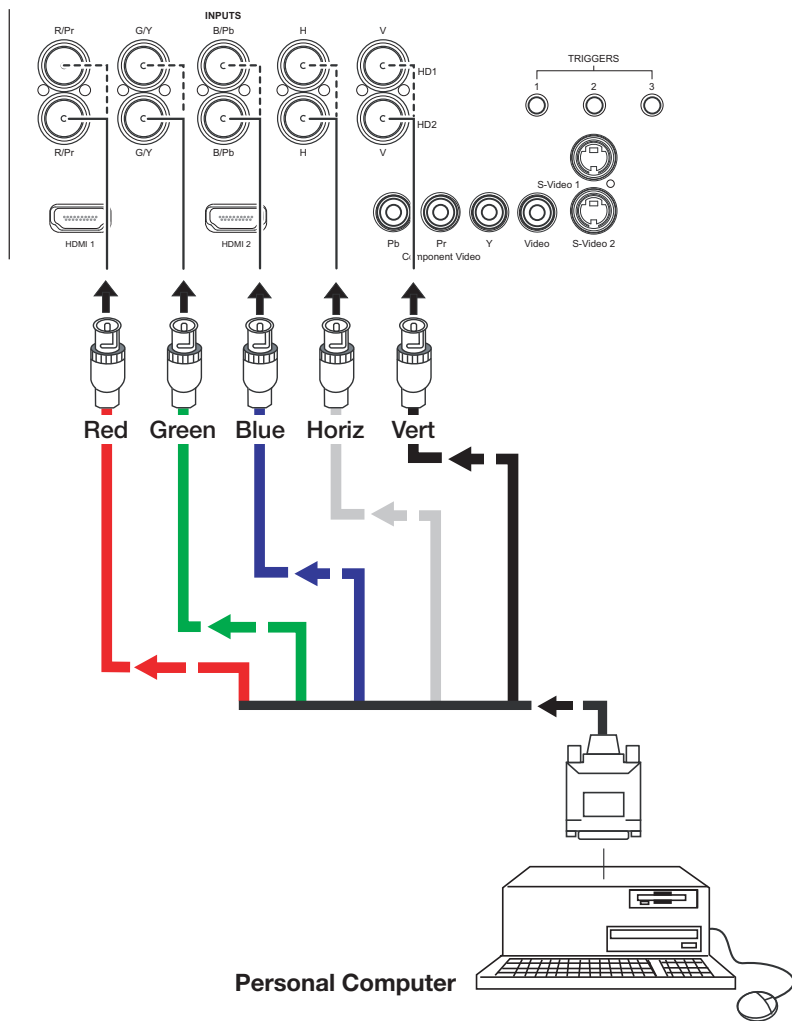 INPUTS
R/Pr G/Y B/Pb H V
TRIGGERS
HD1
1 2 3
HD2
R/Pr G/Y B/Pb H V
S-Video 1
HDMI 1 HDMI 2
Pb Pr Y Video S-Video 2
Component Video
Red Green Blue Horiz Vert
Personal Computer